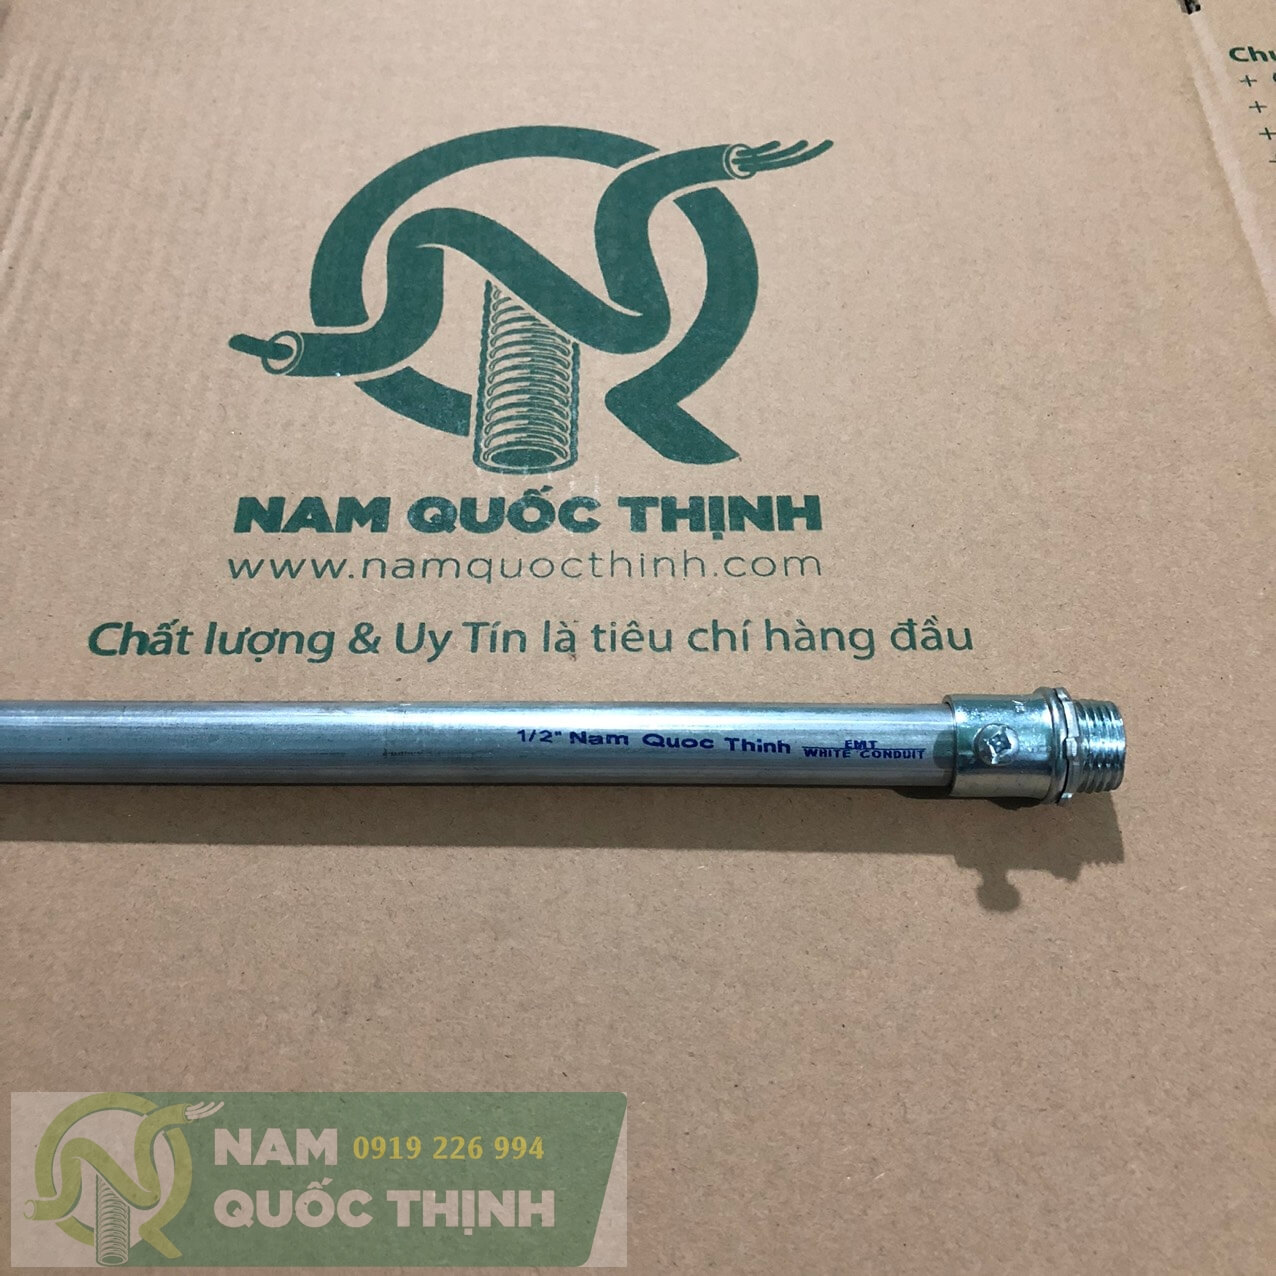 Chu
+
+
+
NAM QUỐC THỊNH
www.namquocthinh.com
Chất lượng & Uy Tín là tiêu chí hàng đầu
1/2" Nam Quoc Thinh EMT
WHITE CONDUIT
NAM 0919 226 994
QUỐC THỊNH